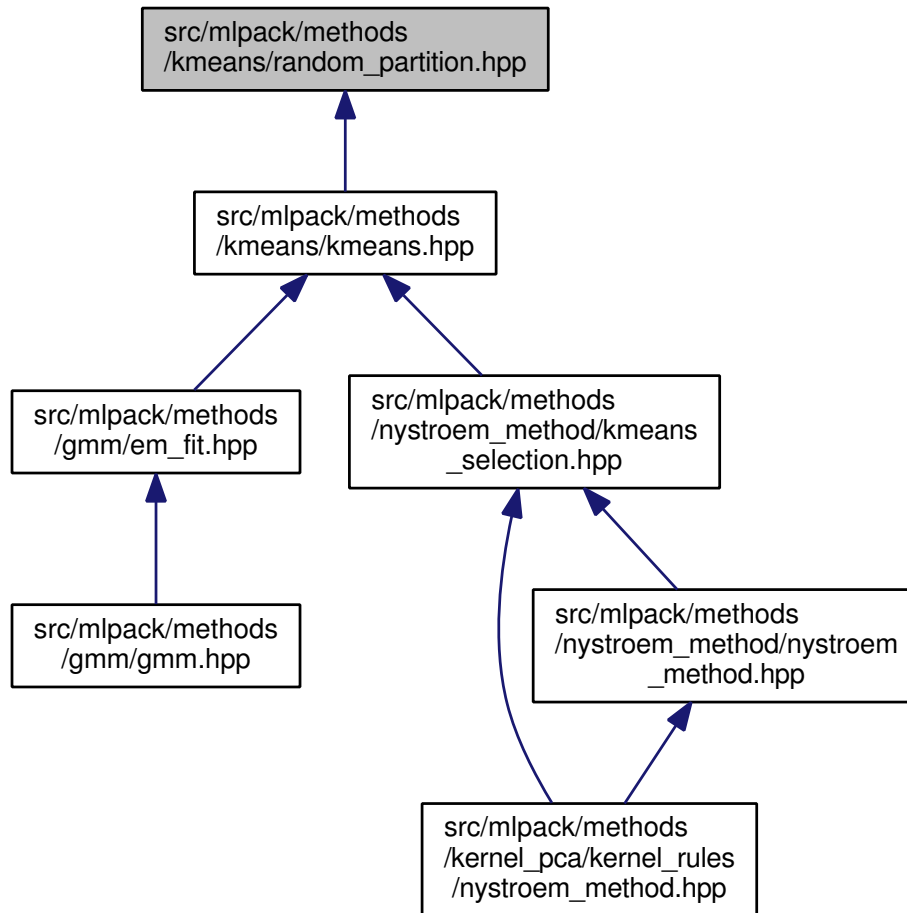 src/mlpack/methods
/kmeans/random_partition.hpp
src/mlpack/methods
/kmeans/kmeans.hpp
src/mlpack/methods
/gmm/em_fit.hpp
src/mlpack/methods
/nystroem_method/kmeans
_selection.hpp
src/mlpack/methods
/gmm/gmm.hpp
src/mlpack/methods
/nystroem_method/nystroem
_method.hpp
src/mlpack/methods
/kernel_pca/kernel_rules
/nystroem_method.hpp